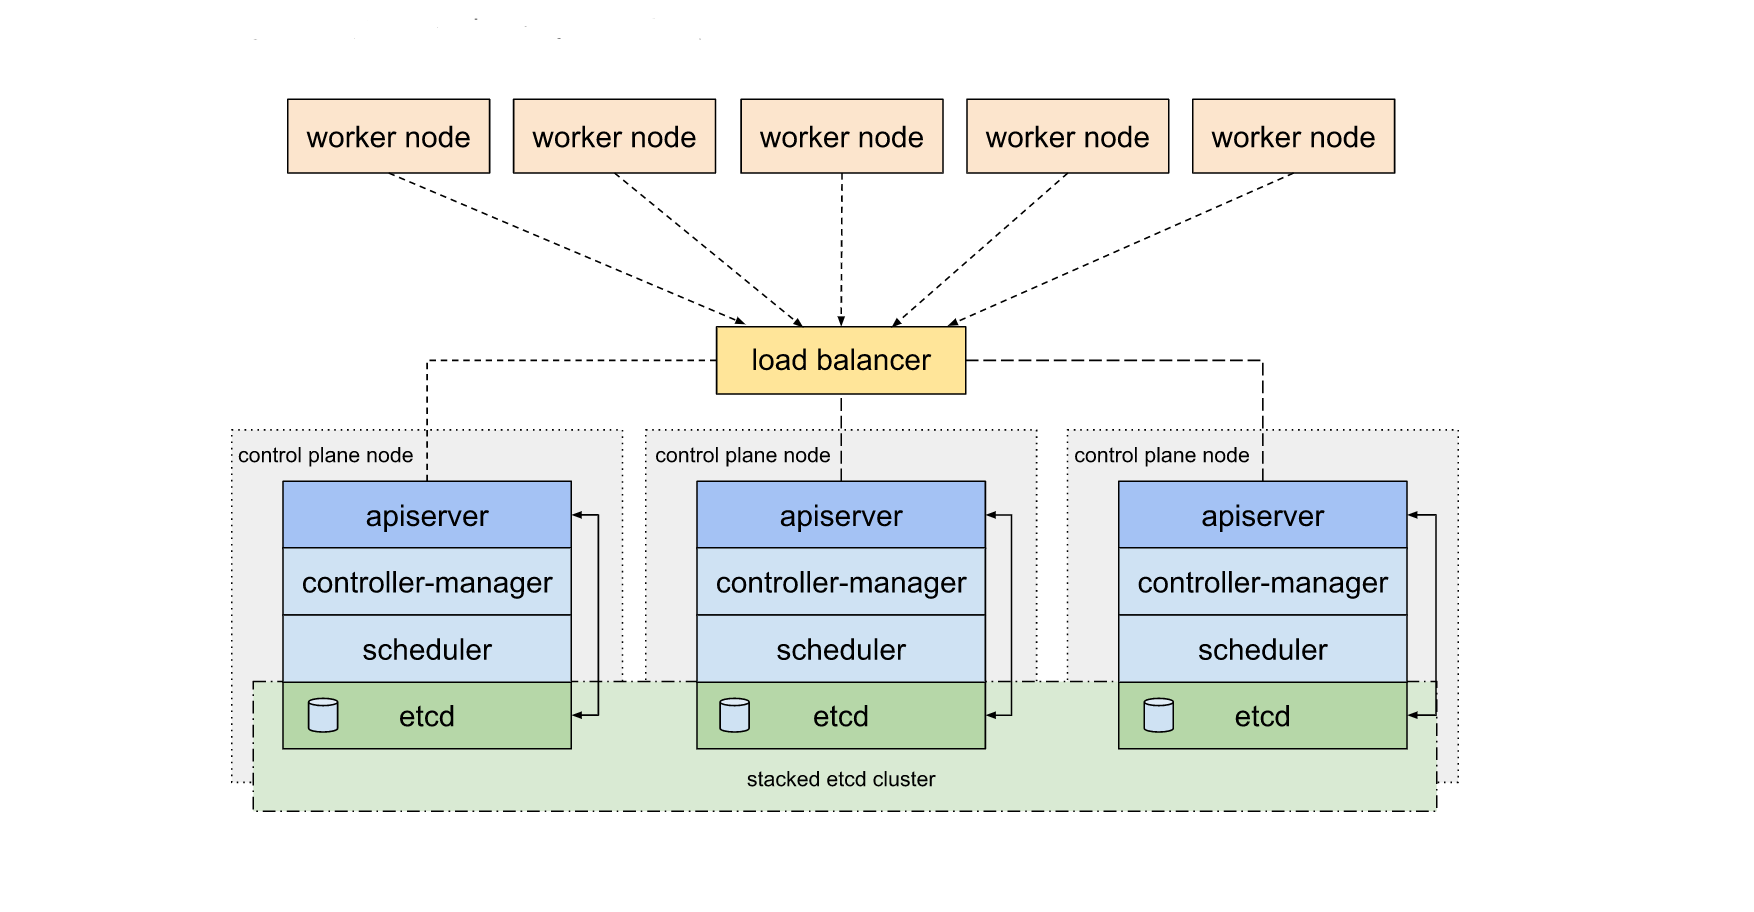 worker node
worker node
worker node
worker node
worker node
load balancer
control plane node
control plane node
control plane node
apiserver
apiserver
apiserver
controller-manager
controller-manager
controller-manager
scheduler
scheduler
scheduler
etcd
etcd
etcd
stacked etcd cluster